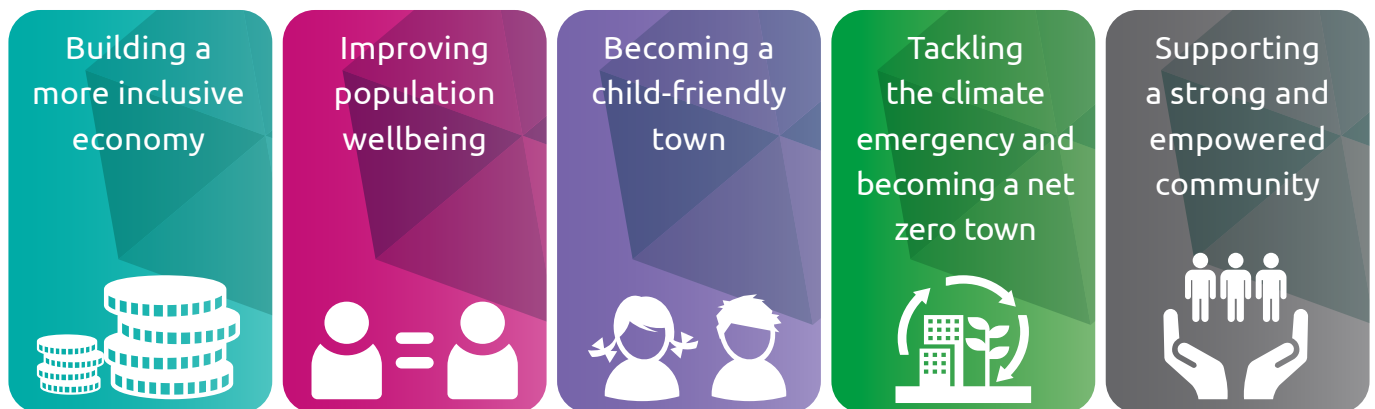 Building a
more inclusive
economy
Improving
population
wellbeing
Becoming a
child-friendly
town
Tackling
the climate
emergency and
becoming a net
zero town
Supporting
a strong and
empowered
community